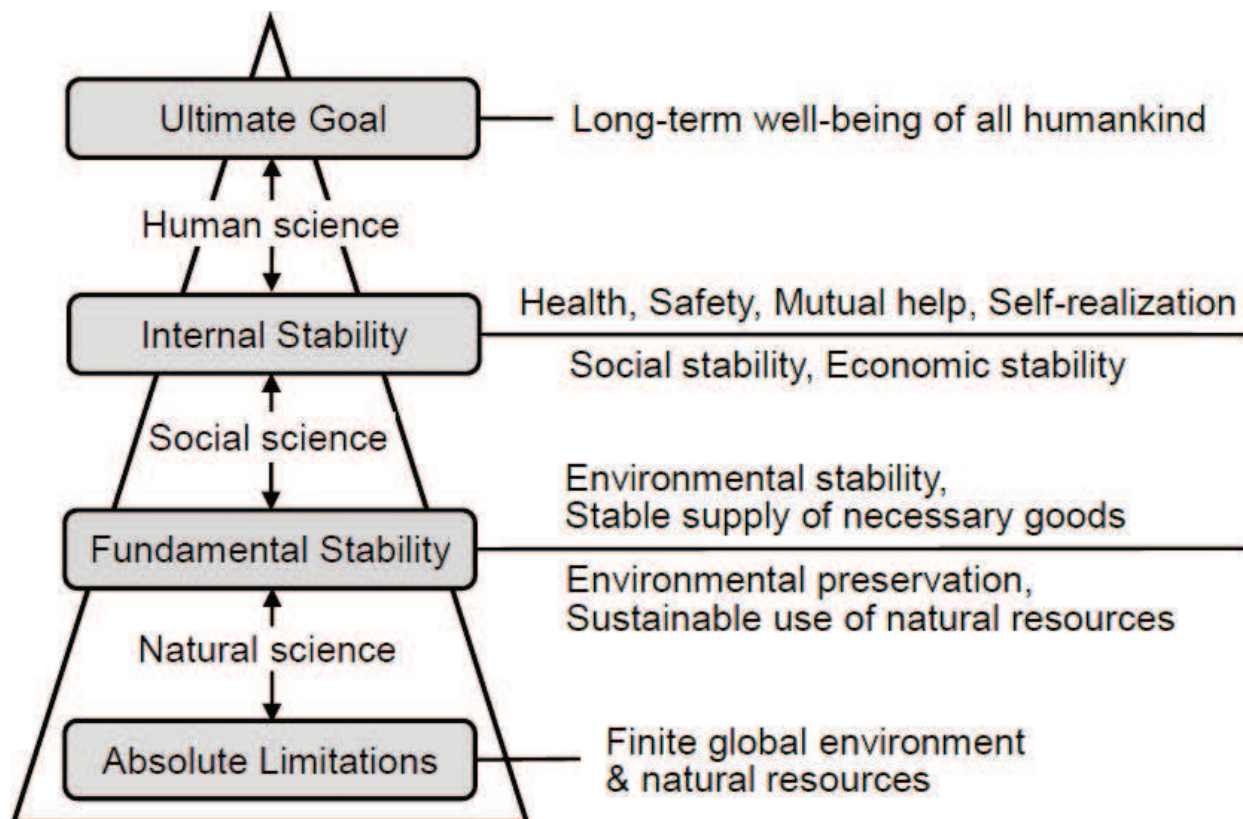 Ultimate Goal
Long-term well-being of all humankind
Human science
Health, Safety, Mutual help, Self-realization
Internal Stability
Social stability, Economic stability
Social science
Environmental stability,
Stable supply of necessary goods
Fundamental Stability
Environmental preservation,
Sustainable use of natural resources
Natural science
Absolute Limitations
Finite global environment
& natural resources